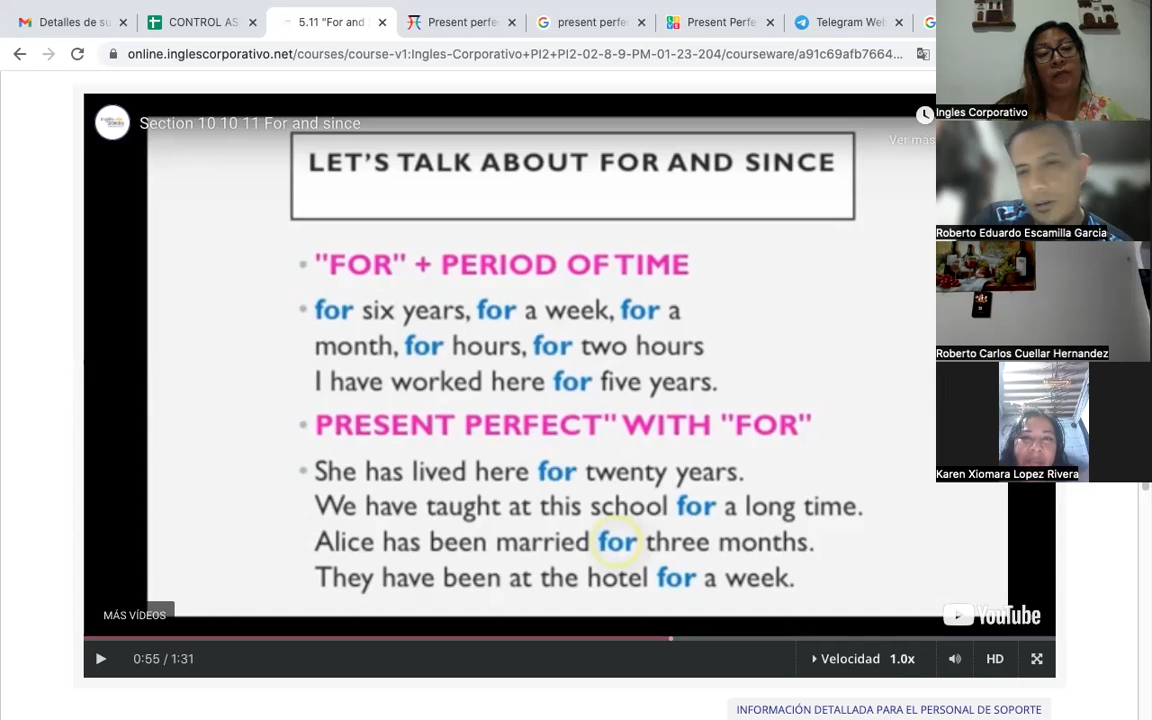 Detalles de su
CONTROL AS
5.11 "For and
Present perfe
present perfe
Present Perfe
Telegram Web
online.inglescorporativo.net/courses/course-v1:Ingles-Corporativo+PI2+PI2-02-8-9-PM-01-23-204/courseware/a91c69afb7664...
Section 10 10 11 For and since
Ver más
LET'S TALK ABOUT FOR AND SINCE
• "FOR" + PERIOD OF TIME
• for six years, for a week, for a
month, for hours, for two hours
I have worked here for five years.
• PRESENT PERFECT" WITH "FOR"
• She has lived here for twenty years.
We have taught at this school for a long time.
Alice has been married for three months.
They have been at the hotel for a week.
MÁS VÍDEOS
YouTube
0:55 / 1:31
Velocidad 1.0x
HD
INFORMACIÓN DETALLADA PARA EL PERSONAL DE SOPORTE
Ingles Corporativo
Roberto Eduardo Escamilla Garcia
Roberto Carlos Cuellar Hernandez
Karen Xiomara Lopez Rivera